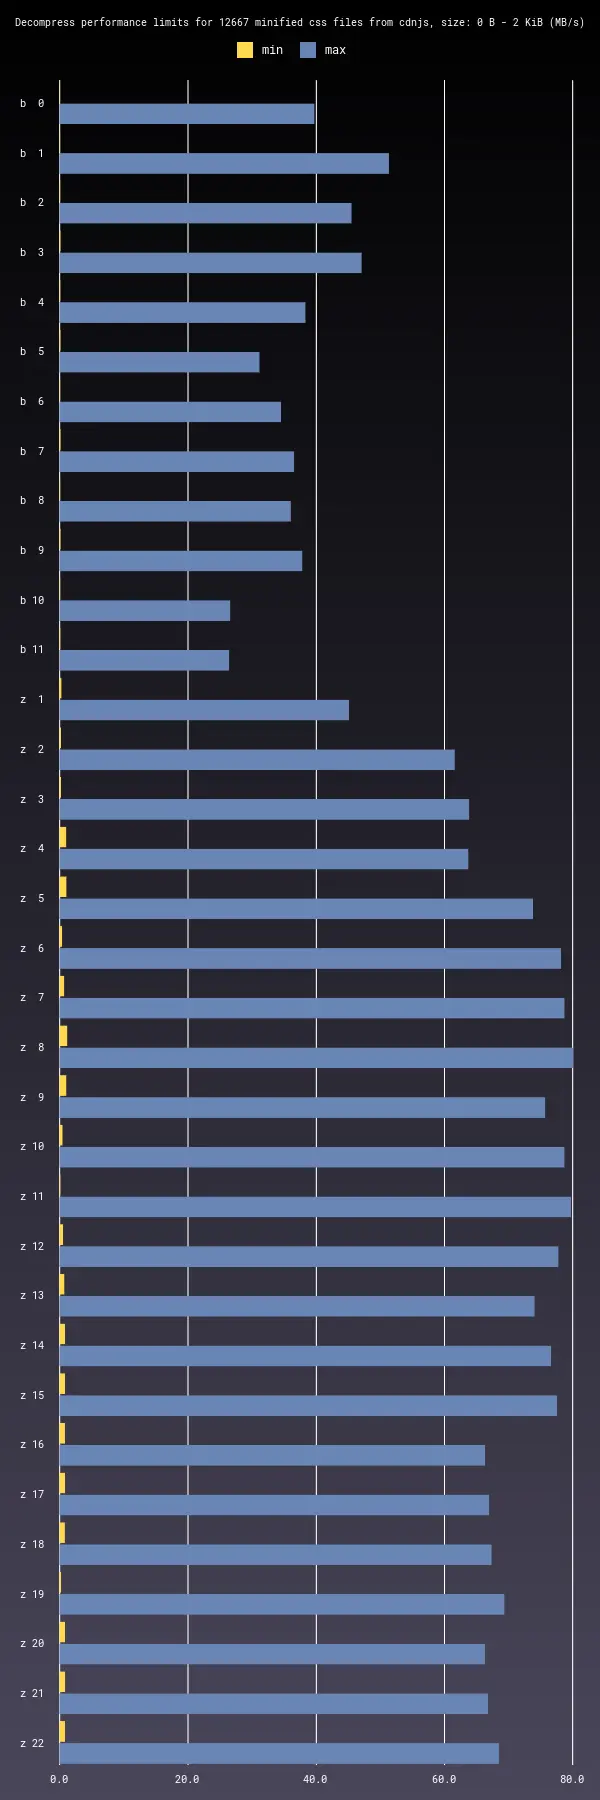 Decompress performance limits for 12667 minified css files from cdnjs, size: 0 B - 2 KiB (MB/s)
min max
b 0
b 1
b 2
b 3
b 4
b 5
b 6
b 7
b 8
b 9
b 10
b 11
z 1
z 2
z 3
z 4
z 5
z 6
z 7
z 8
z 9
z 10
z 11
z 12
z 13
z 14
z 15
z 16
z 17
z 18
z 19
z 20
z 21
z 22
0.0 20.0 40.0 60.0 80.0